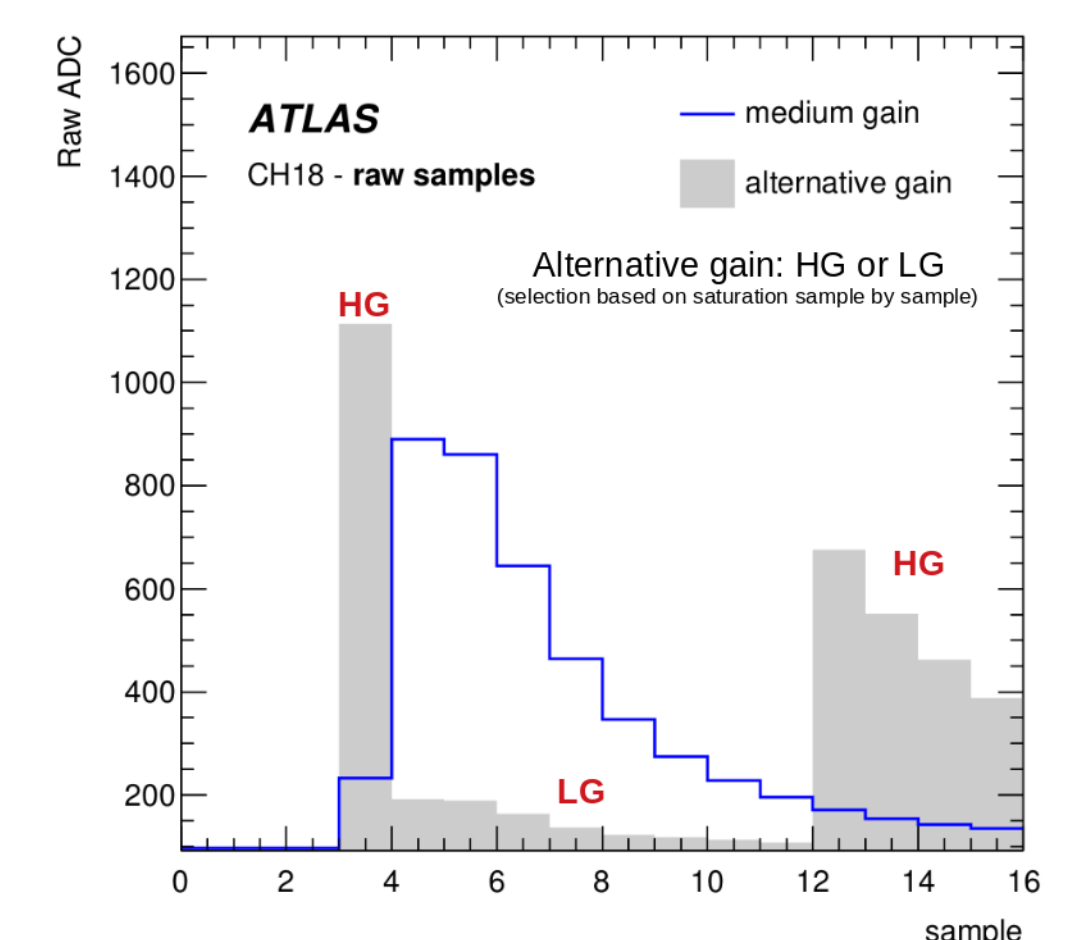 Raw ADC
1600
1400
1200
1000
800
600
400
200
ATLAS
CH18 - raw samples
medium gain
alternative gain
Alternative gain: HG or LG
(selection based on saturation sample by sample)
HG
HG
LG
0 2 4 6 8 10 12 14 16
sample